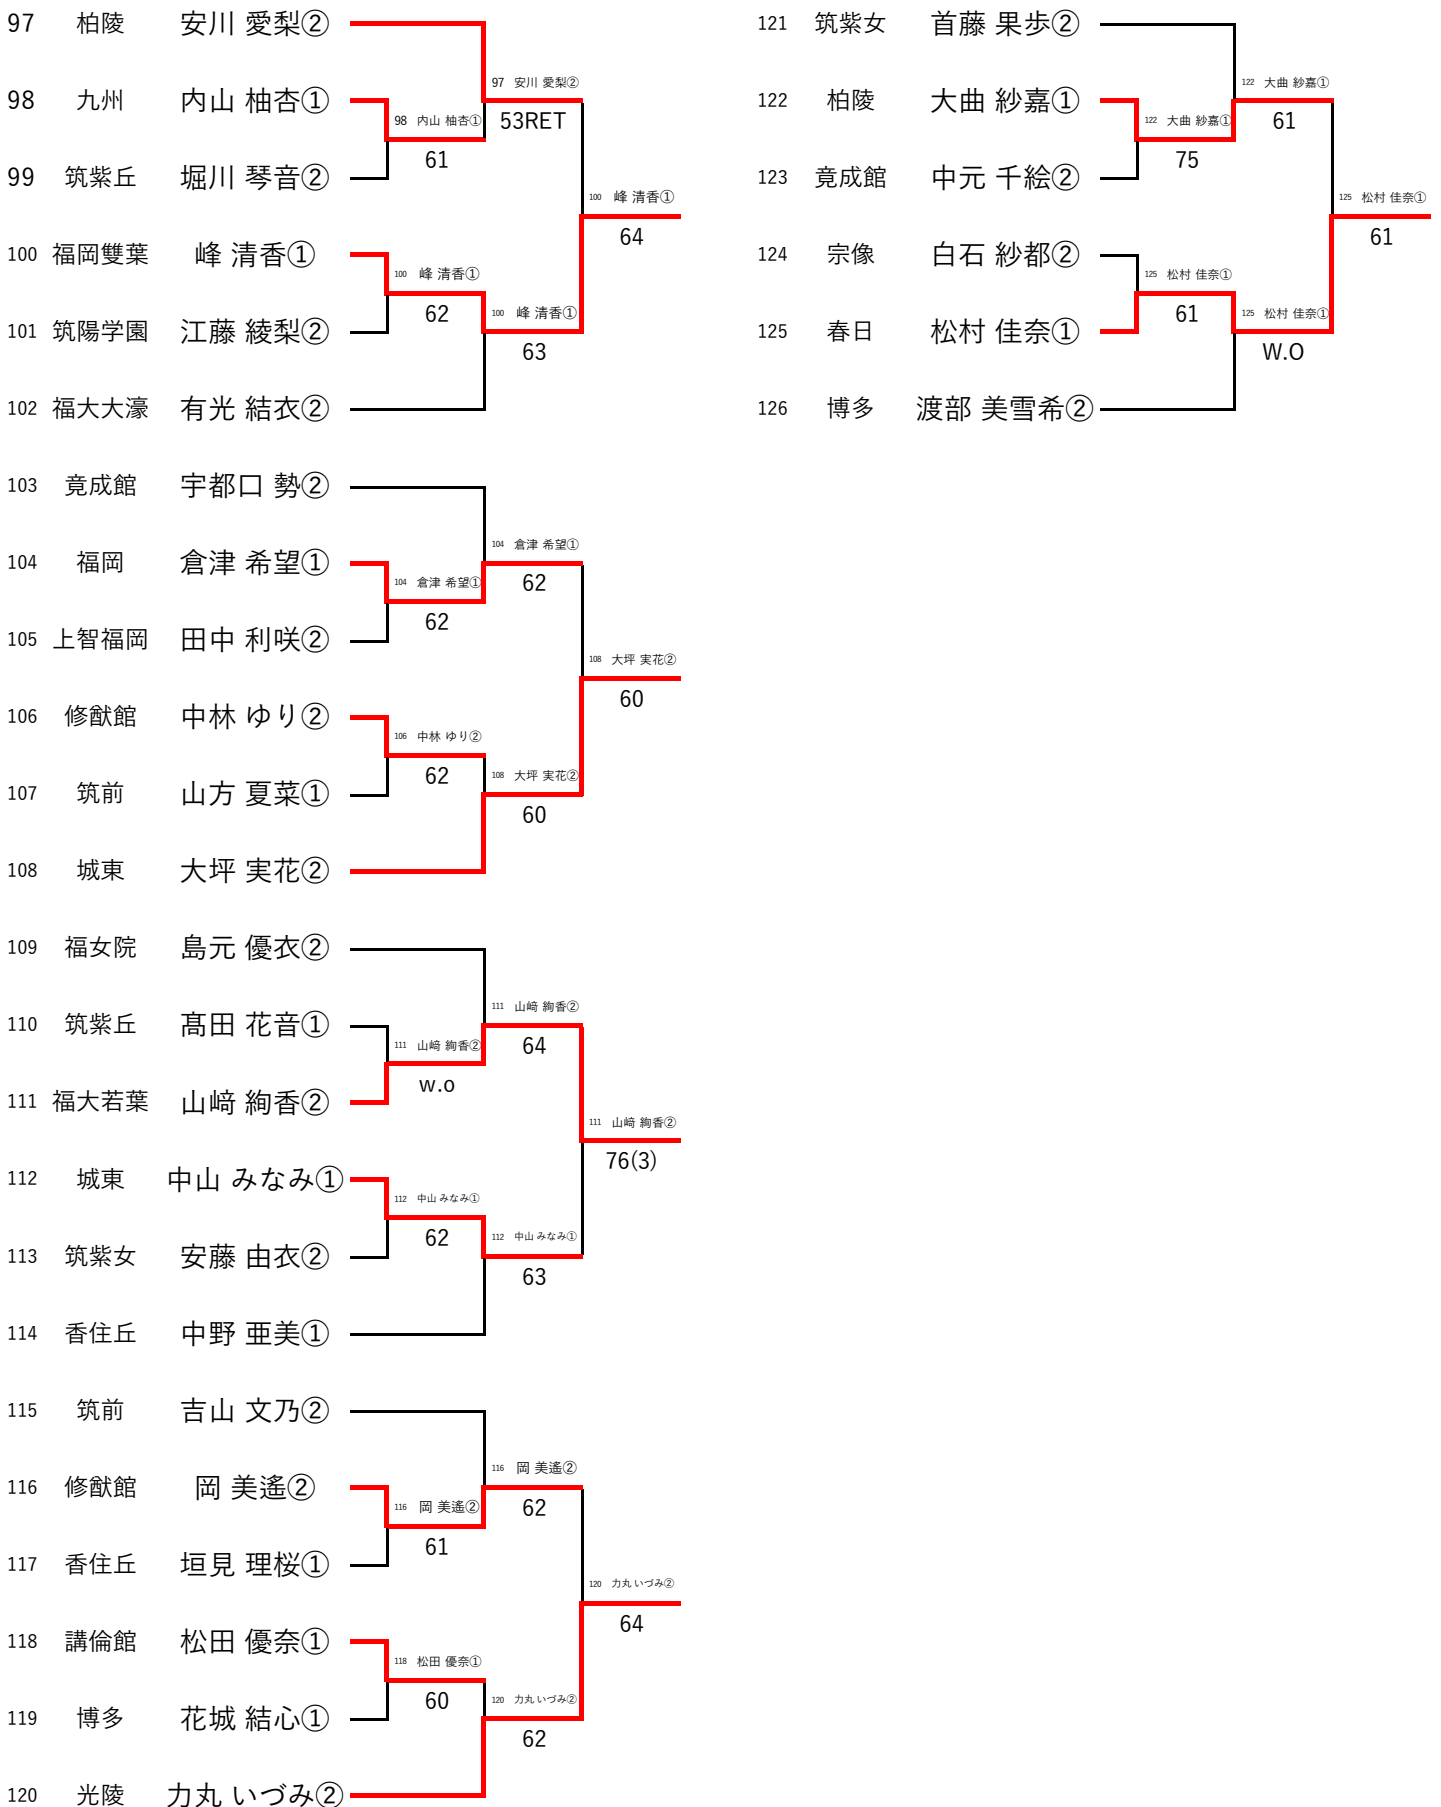 97 柏陵 安川 愛梨②
97 安川 愛梨②
98 九州 内山 柚杏①
98 内山 柚杏①
53RET
61
99 筑紫丘 堀川 琴音②
100 峰 清香①
64
100 福岡雙葉 峰 清香①
100 峰 清香①
62
100 峰 清香①
101 筑陽学園 江藤 綾梨②
63
102 福大大濠 有光 結衣②
103 竟成館 宇都口 勢②
104 倉津 希望①
104 福岡 倉津 希望①
104 倉津 希望①
62
62
105 上智福岡 田中 利咲②
108 大坪 実花②
60
106 修猷館 中林 ゆり②
106 中林 ゆり②
62
108 大坪 実花②
107 筑前 山方 夏菜①
60
108 城東 大坪 実花②
109 福女院 島元 優衣②
111 山﨑 絢香②
110 筑紫丘 髙田 花音①
111 山﨑 絢香②
64
w.o
111 福大若葉 山﨑 絢香②
111 山﨑 絢香②
76(3)
112 城東 中山 みなみ①
112 中山 みなみ①
62
112 中山 みなみ①
113 筑紫女 安藤 由衣②
63
114 香住丘 中野 亜美①
115 筑前 吉山 文乃②
116 岡 美遙②
116 修猷館 岡 美遙②
116 岡 美遙②
62
61
117 香住丘 垣見 理桜①
120 力丸 いづみ②
64
118 講倫館 松田 優奈①
118 松田 優奈①
60
120 力丸 いづみ②
119 博多 花城 結心①
62
120 光陵 力丸 いづみ②
121 筑紫女 首藤 果歩②
122 大曲 紗嘉①
122 柏陵 大曲 紗嘉①
122 大曲 紗嘉①
61
75
123 竟成館 中元 千絵②
125 松村 佳奈①
61
124 宗像 白石 紗都②
125 松村 佳奈①
61
125 松村 佳奈①
125 春日 松村 佳奈①
W.O
126 博多 渡部 美雪希②